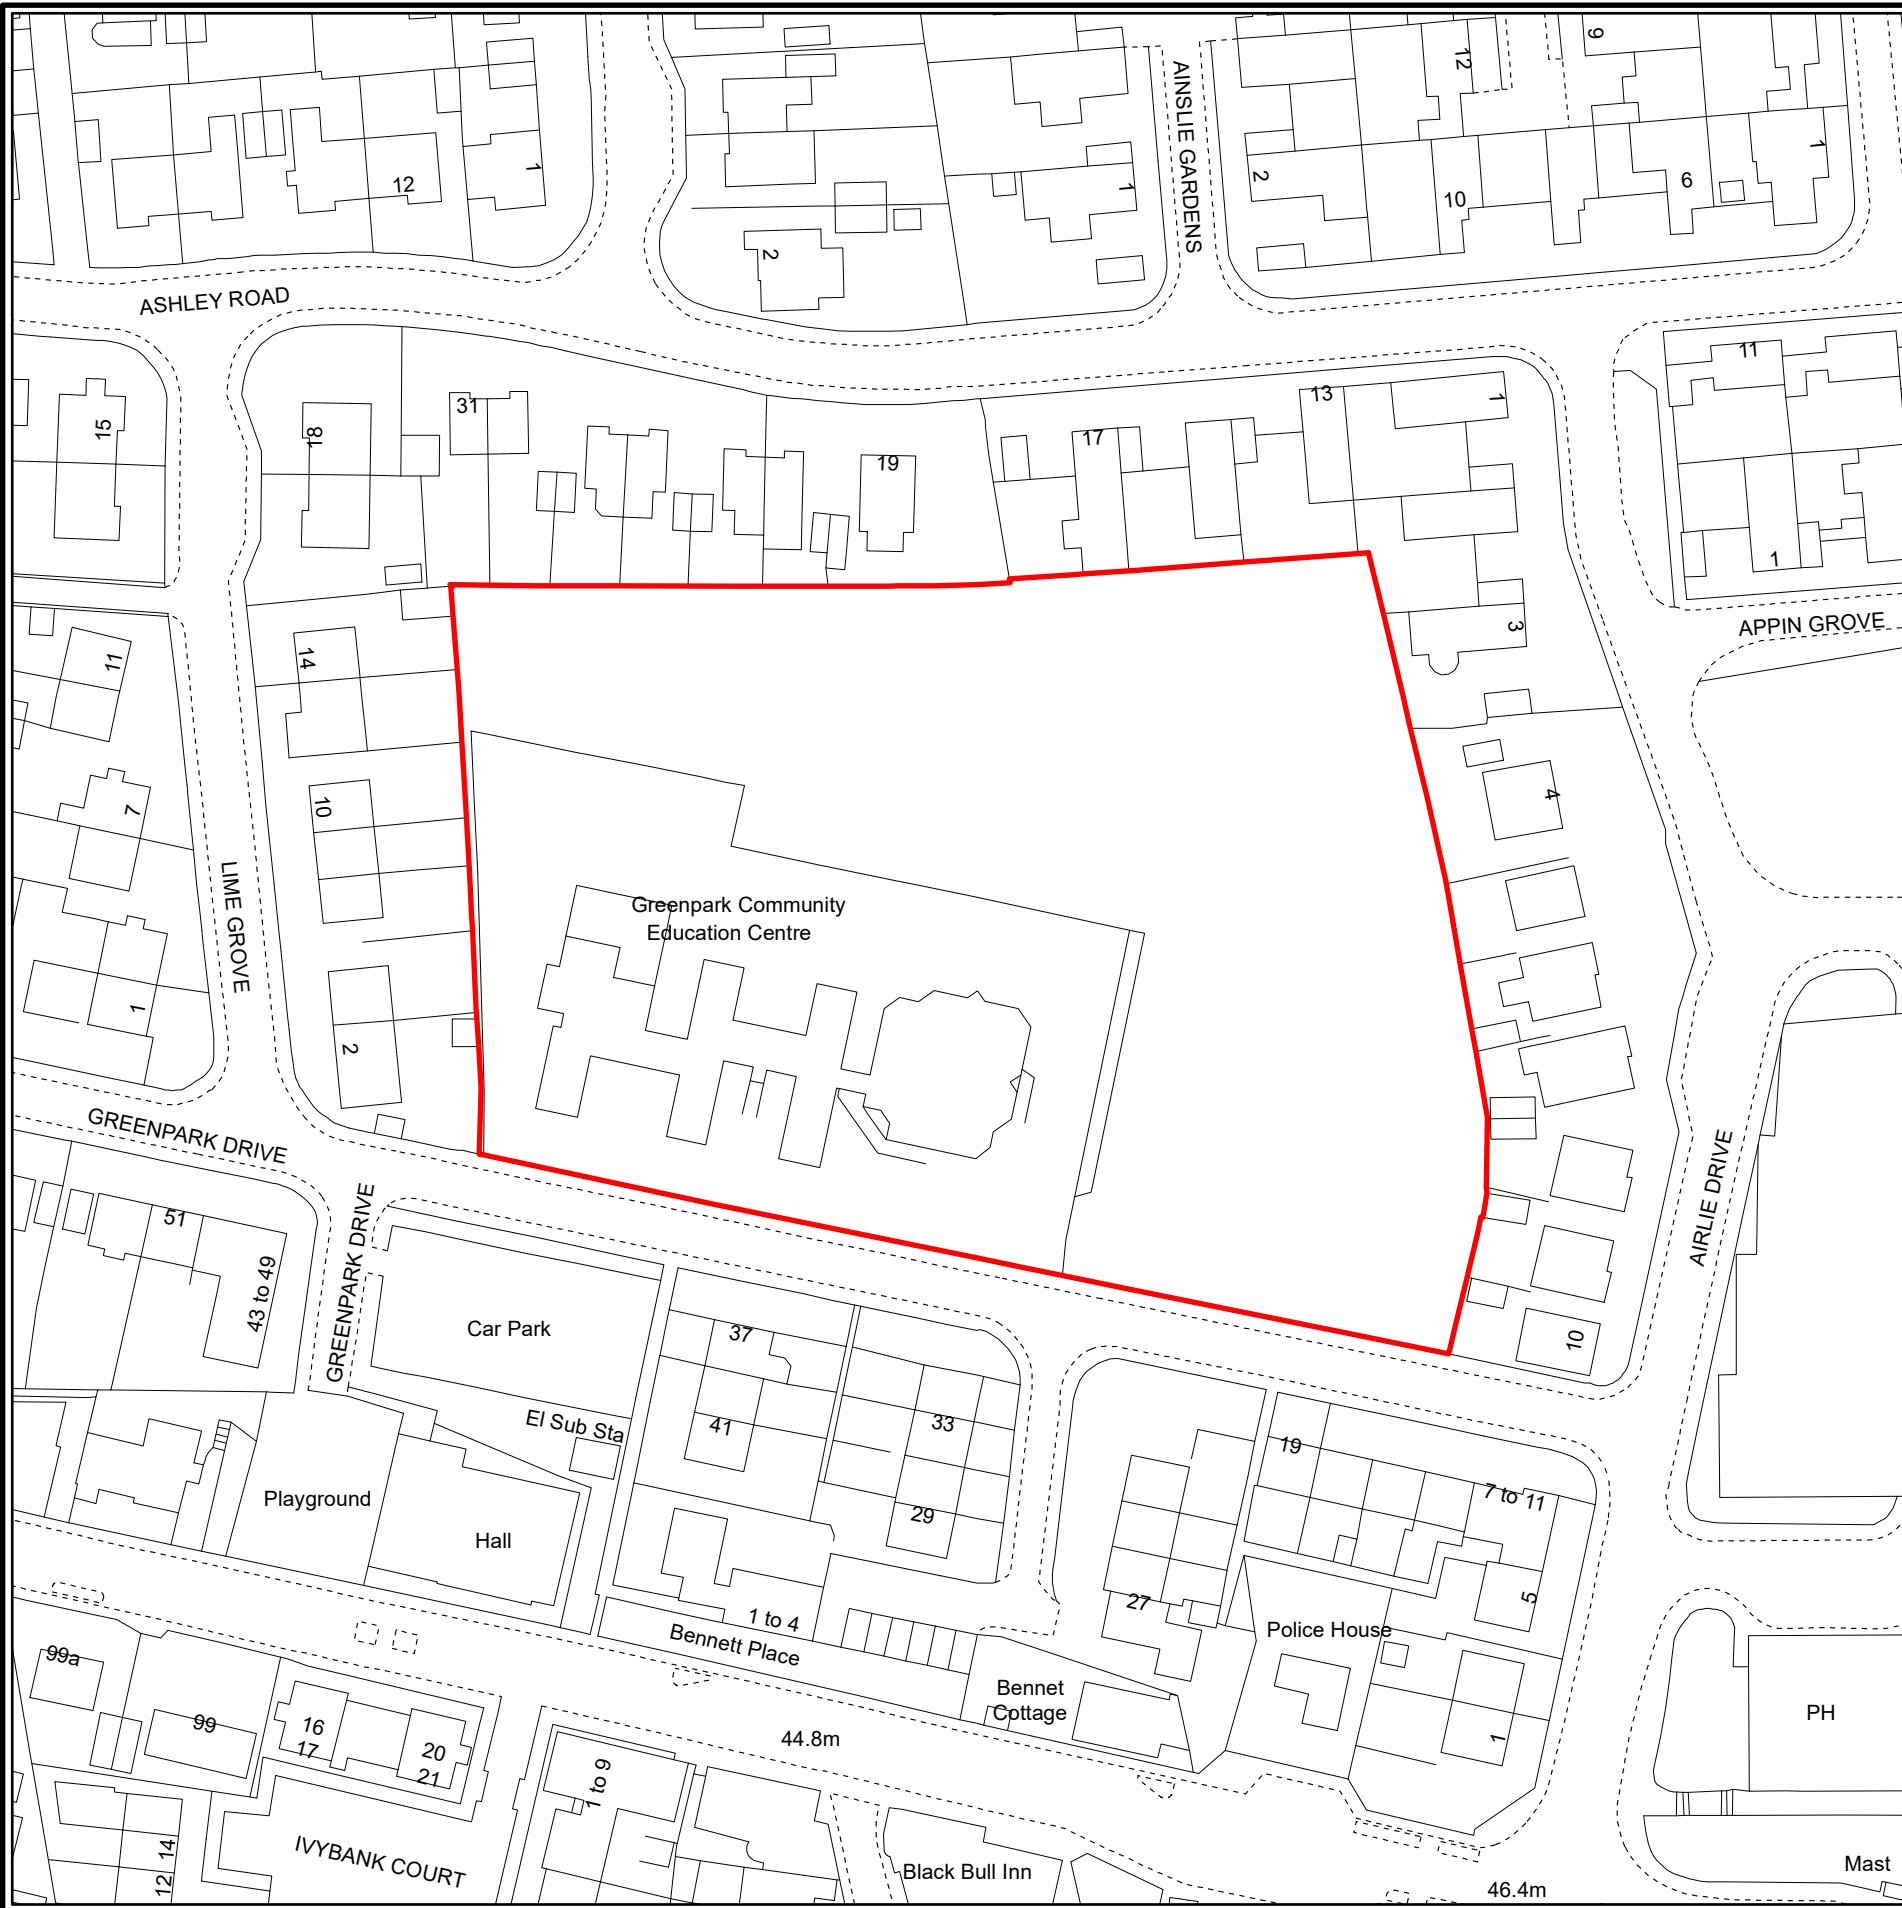 12
9
AINSLIE GARDENS
12
1
1
2
10
6
1
2
ASHLEY ROAD
11
15
18
31
17
13
1
19
1
APPIN GROVE
3
11
14
7
10
4
LIME GROVE
Greenpark Community
Education Centre
1
2
GREENPARK DRIVE
AIRLIE DRIVE
51
43 to 49
GREENPARK DRIVE
Car Park
37
10
El Sub Sta
41
33
19
7 to 11
Playground
Hall
29
5
27
1 to 4
Bennett Place
Police House
99a
Bennet
Cottage
99
16
17
20
21
44.8m
1
PH
1 to 9
14
12
IVYBANK COURT
Black Bull Inn
46.4m
Mast